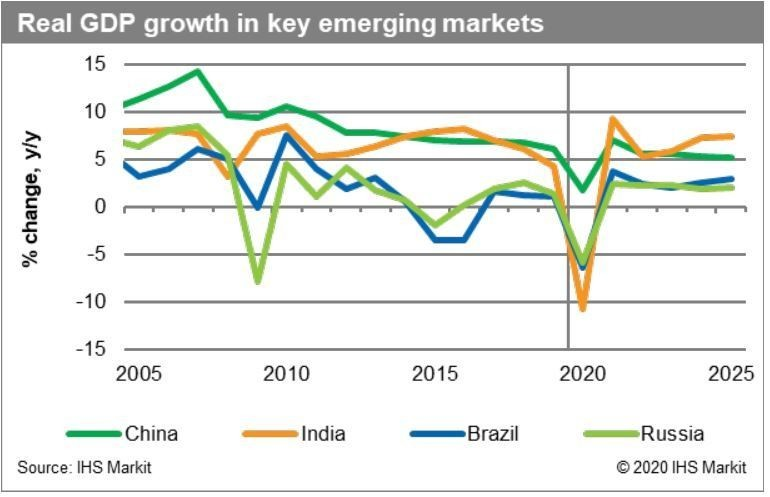 Real GDP growth in key emerging markets
% change, y/y
15
10
5
0
-5
-10
-15
2005 2010 2015 2020 2025
China India Brazil Russia
Source: IHS Markit © 2020 IHS Markit